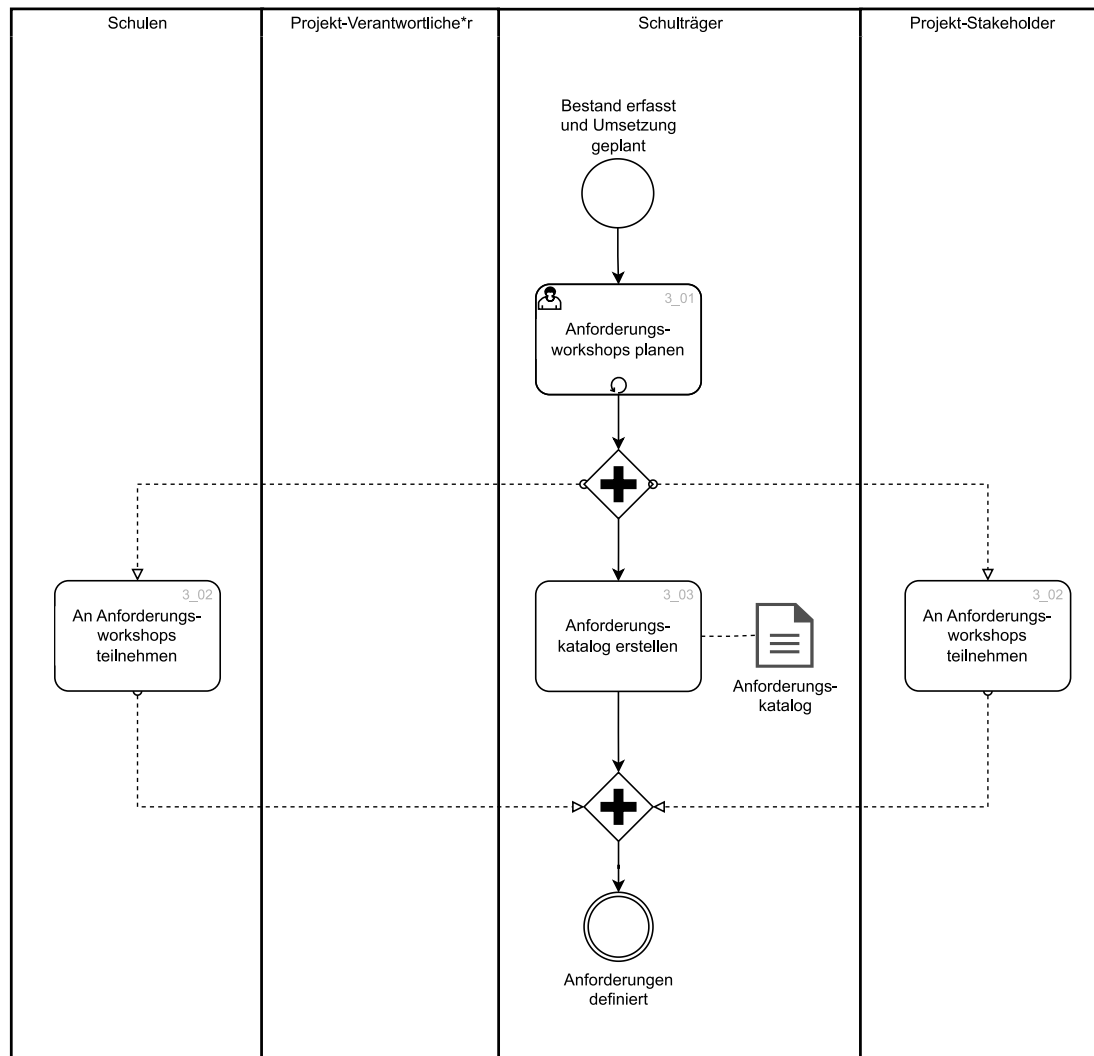 Schulen
Projekt-Verantwortliche*r
Schulträger
Projekt-Stakeholder
Bestand erfasst
und Umsetzung
geplant
3_01
Anforderungs-
workshops planen
3_02
An Anforderungs-
workshops
teilnehmen
3_03
Anforderungs-
katalog erstellen
Anforderungs-
katalog
3_02
An Anforderungs-
workshops
teilnehmen
Anforderungen
definiert